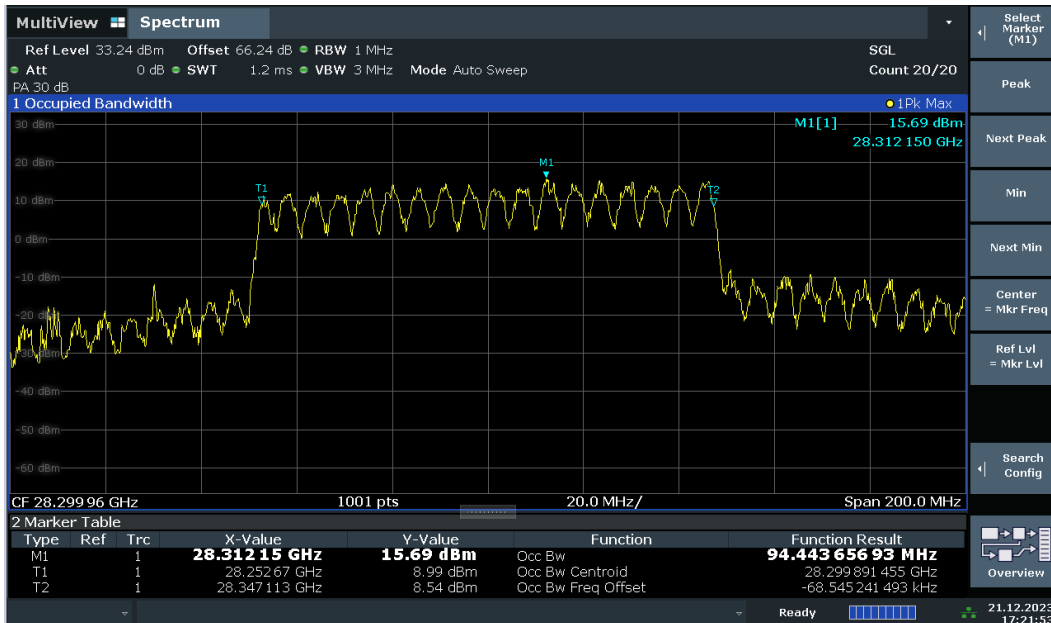 MultiView Spectrum
Ref Level 33.24 dBm Offset 66.24 dB RBW 1 MHz SGL
Att 0 dB SWT 1.2 ms VBW 3 MHz Mode Auto Sweep Count 20/20
PA 30 dB
1 Occupied Bandwidth 1Pk Max
M1[1] 15.69 dBm
28.312 150 GHz
30 dBm
20 dBm
M1
T1
T2
10 dBm
0 dBm
-10 dBm
-20 dBm
-30 dBm
-40 dBm
-50 dBm
-60 dBm
CF 28.299 96 GHz 1001 pts 20.0 MHz/ Span 200.0 MHz
2 Marker Table
Type Ref Trc X-Value Y-Value Function Function Result
M1 1 28.312 15 GHz 15.69 dBm Occ Bw 94.443 656 93 MHz
T1 1 28.252 67 GHz 8.99 dBm Occ Bw Centroid 28.299 891 455 GHz
T2 1 28.347 113 GHz 8.54 dBm Occ Bw Freq Offset -68.545 241 493 kHz
Ready
21.12.2023
17:21:53
Select
Marker
(M1)
Peak
Next Peak
Min
Next Min
Center
= Mkr Freq
Ref Lvl
= Mkr Lvl
Search
Config
Overview